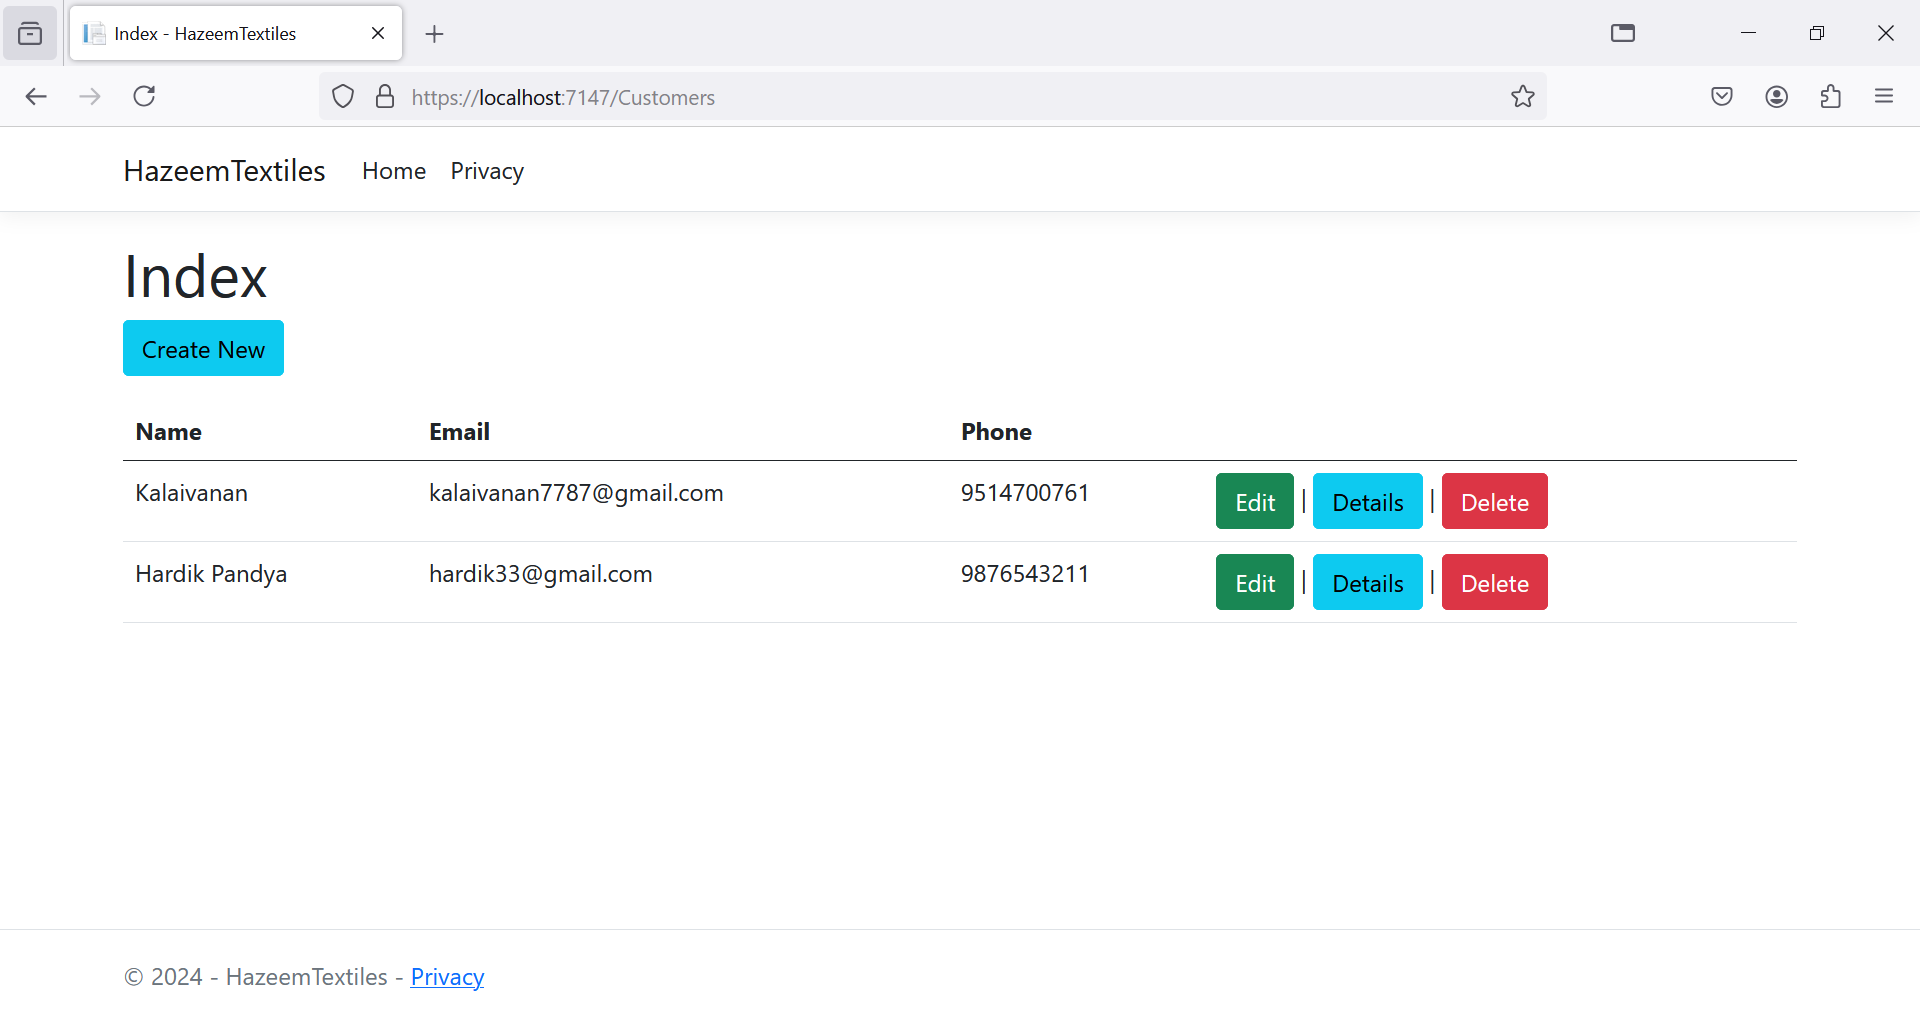 Index - HazeemTextiles
https://localhost:7147/Customers
HazeemTextiles Home Privacy
Index
Create New
Name Email Phone
Kalaivanan kalaivanan7787@gmail.com 9514700761 Edit | Details | Delete
Hardik Pandya hardik33@gmail.com 9876543211 Edit | Details | Delete
© 2024 - HazeemTextiles - Privacy